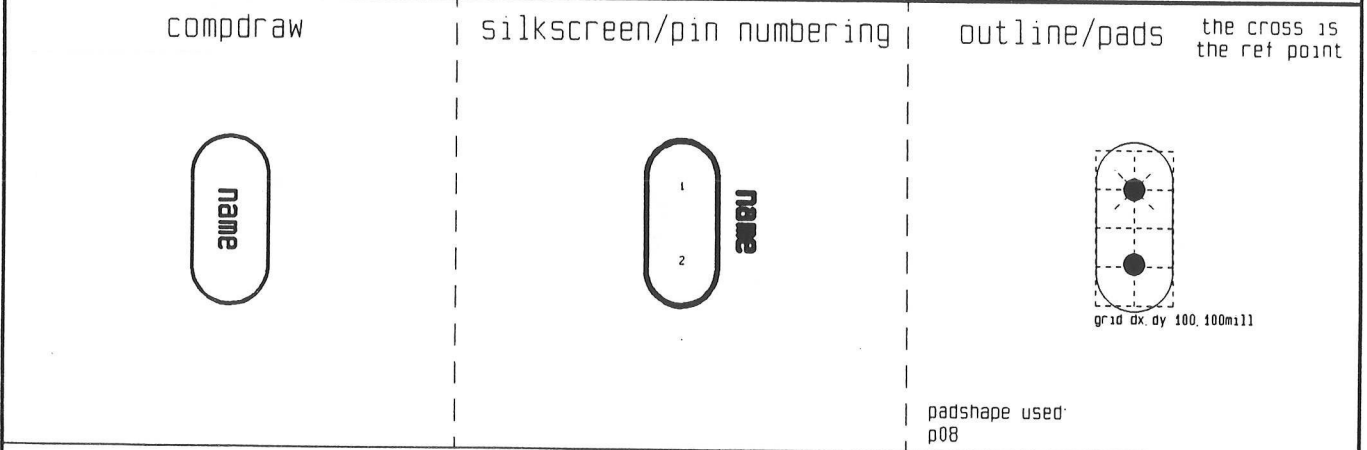 compdraw
silkscreen/pin numbering
outline/pads
the cross is
the ref point
name
1
2
name
grid dx, dy 100, 100mill
padshape used:
p08